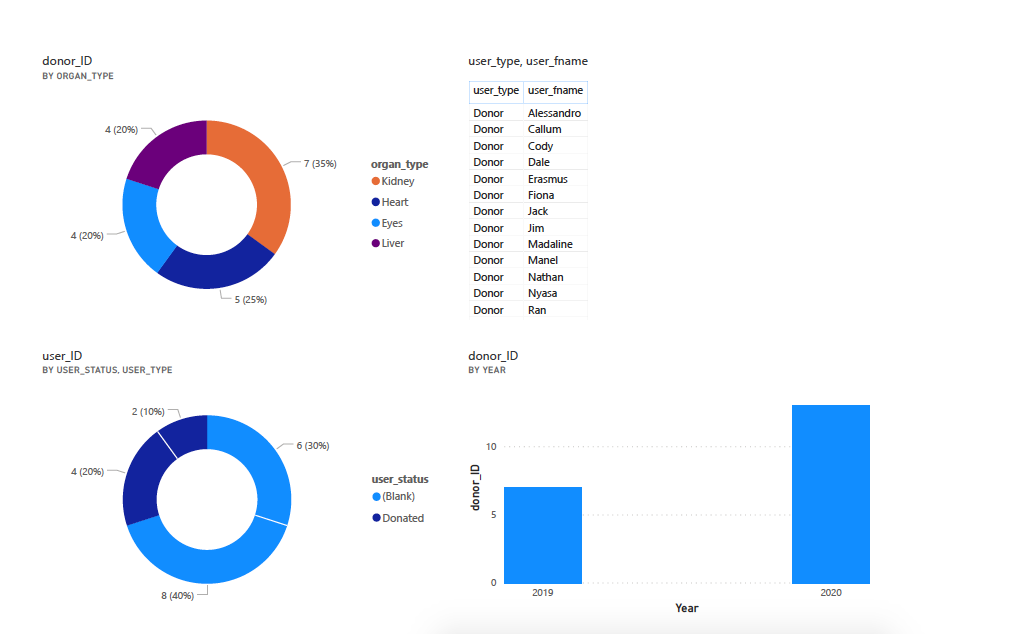 donor_ID
BY ORGAN_TYPE
4 (20%)
7 (35%)
4 (20%)
5 (25%)
organ_type
Kidney
Heart
Eyes
Liver
user_type, user_fname
user_type user_fname
Donor Alessandro
Donor Callum
Donor Cody
Donor Dale
Donor Erasmus
Donor Fiona
Donor Jack
Donor Jim
Donor Madaline
Donor Manel
Donor Nathan
Donor Nyasa
Donor Ran
user_ID
BY USER_STATUS, USER_TYPE
2 (10%)
6 (30%)
4 (20%)
8 (40%)
user_status
(Blank)
Donated
donor_ID
BY YEAR
donor_ID
10
5
0
2019 2020
Year